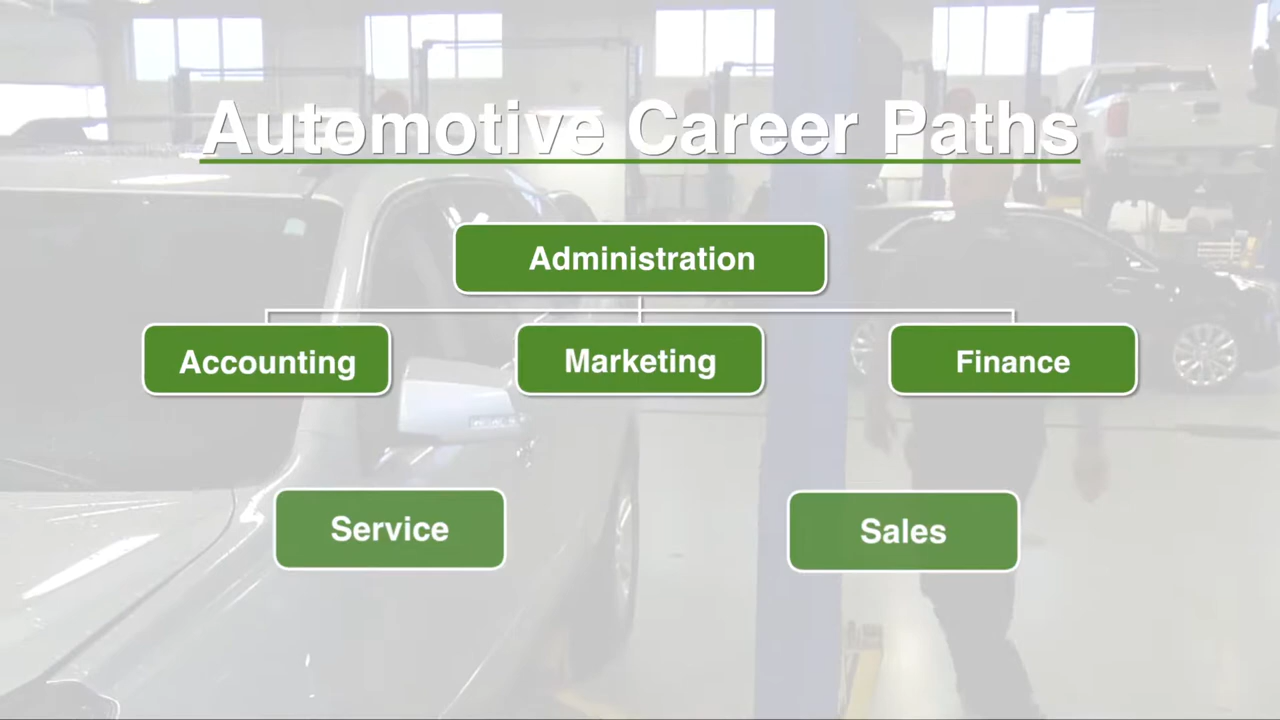 Automotive Career Paths
Administration
Accounting
Marketing
Finance
Service
Sales